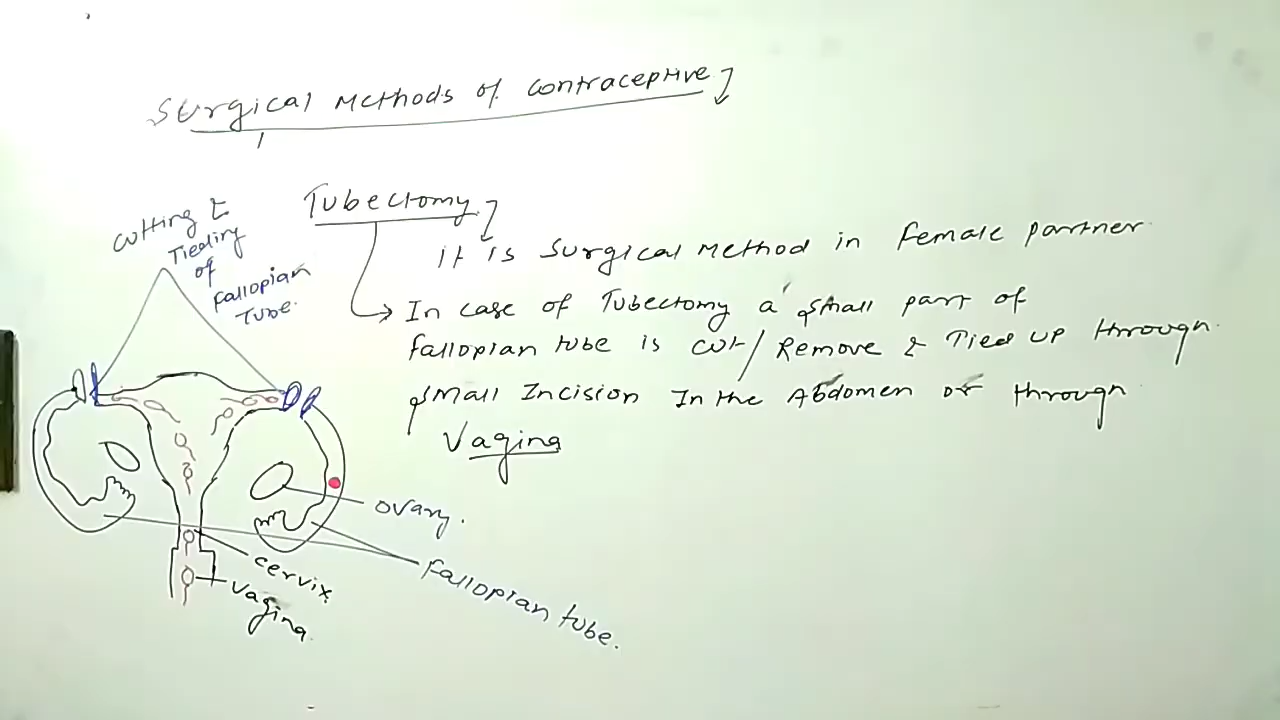 Surgical Methods of Contraceptive
Tubectomy
it is Surgical Method in Female partner.
In case of Tubectomy a small part of
fallopian tube is cut/Remove & Tied up through
small Incision In the Abdomen or through
Vagina
Cutting &
Tieding
of
Fallopian
Tube.
ovary.
Fallopian tube.
cervix.
vagina.